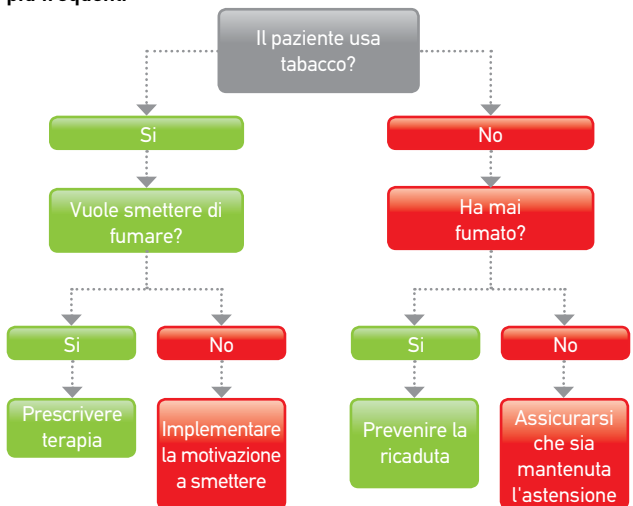 più frequenti
Il paziente usa
tabacco?
Si
No
Vuole smettere di
fumare?
Ha mai
fumato?
Si
No
Si
No
Prescrivere
terapia
Implementare
la motivazione
a smettere
Prevenire la
ricaduta
Assicurarsi
che sia
mantenuta
l'astensione